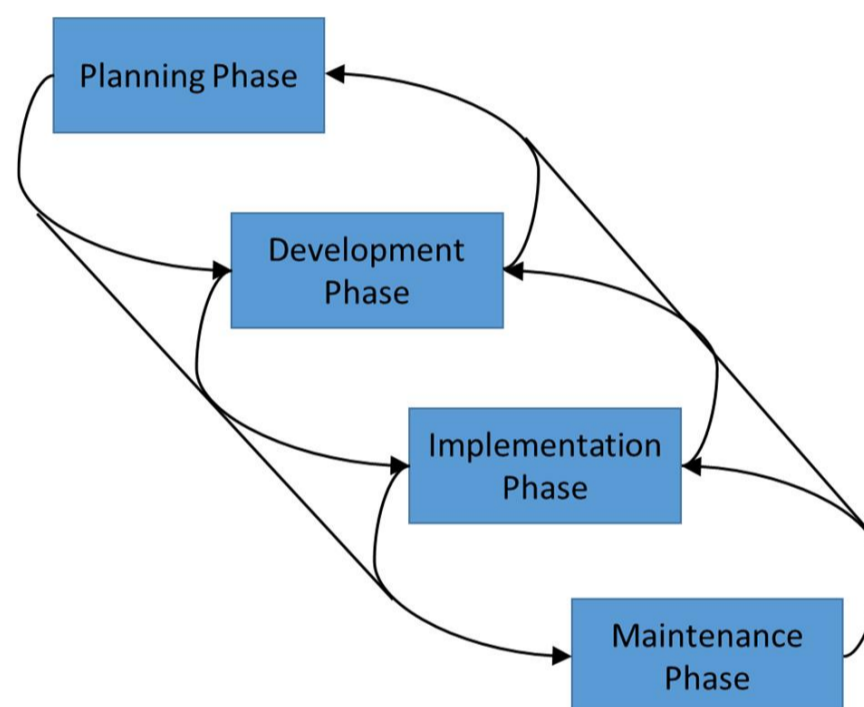 Planning Phase
Development
Phase
Implementation
Phase
Maintenance
Phase